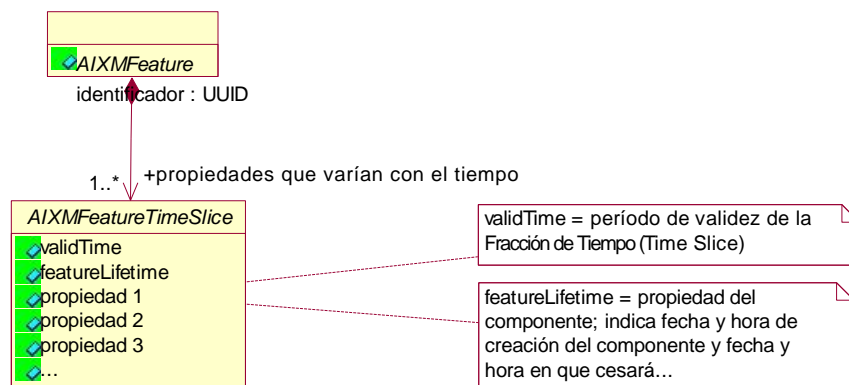 AIXMFeature
identificador : UUID
1..*
+propiedades que varían con el tiempo
AIXMFeatureTimeSlice
validTime
featureLifetime
propiedad 1
propiedad 2
propiedad 3
...
validTime = período de validez de la
Fracción de Tiempo (Time Slice)
featureLifetime = propiedad del
componente; indica fecha y hora de
creación del componente y fecha y
hora en que cesará...